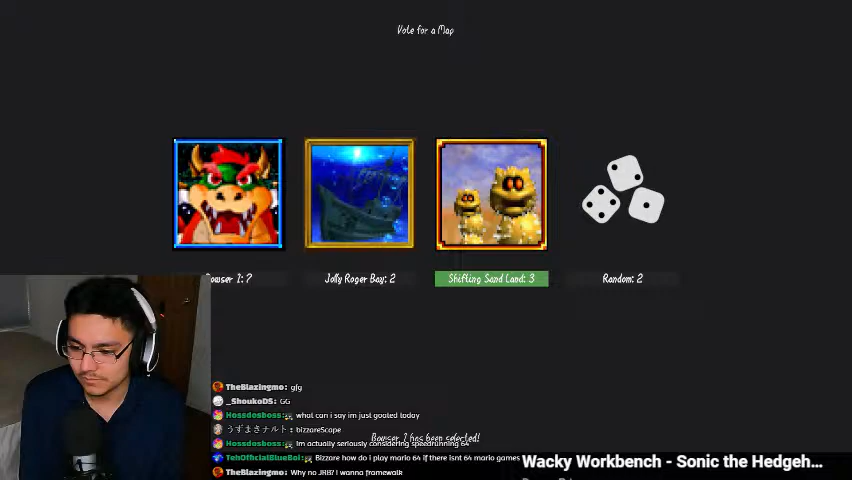 Vote for a Map
Bowser 1: 7
Jolly Roger Bay: 2
Shifting Sand Land: 3
Random: 2
TheBlazingmo: gfg
_ShoukoDS: GG
Hossdosboss: what can i say im just goated today
うずまきナルト: bizzareScape
Hossdosboss: Im actually seriously considering speedrunning 64
Bowser 1 has been selected!
TehOfficialBlueBoi: Bizzare how do i play mario 64 if there isnt 64 mario games
TheBlazingmo: Why no JRB? I wanna framewalk
Wacky Workbench - Sonic the Hedgeh...